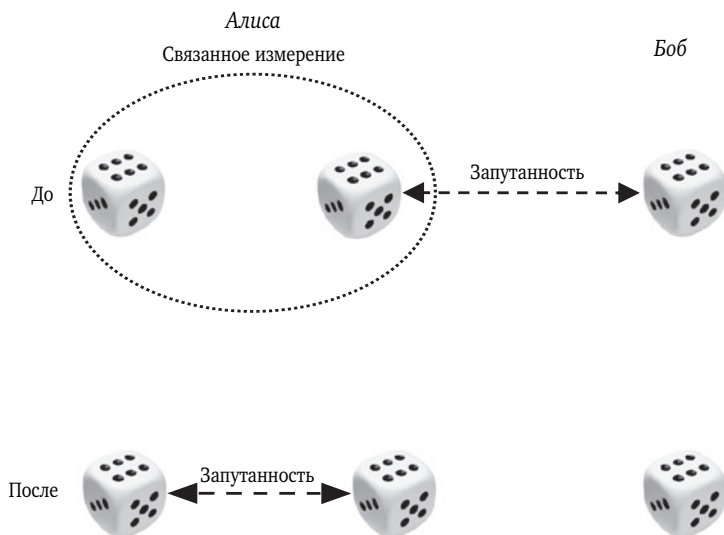 Алиса
Связанное измерение
Боб
До
Запутанность
После
Запутанность